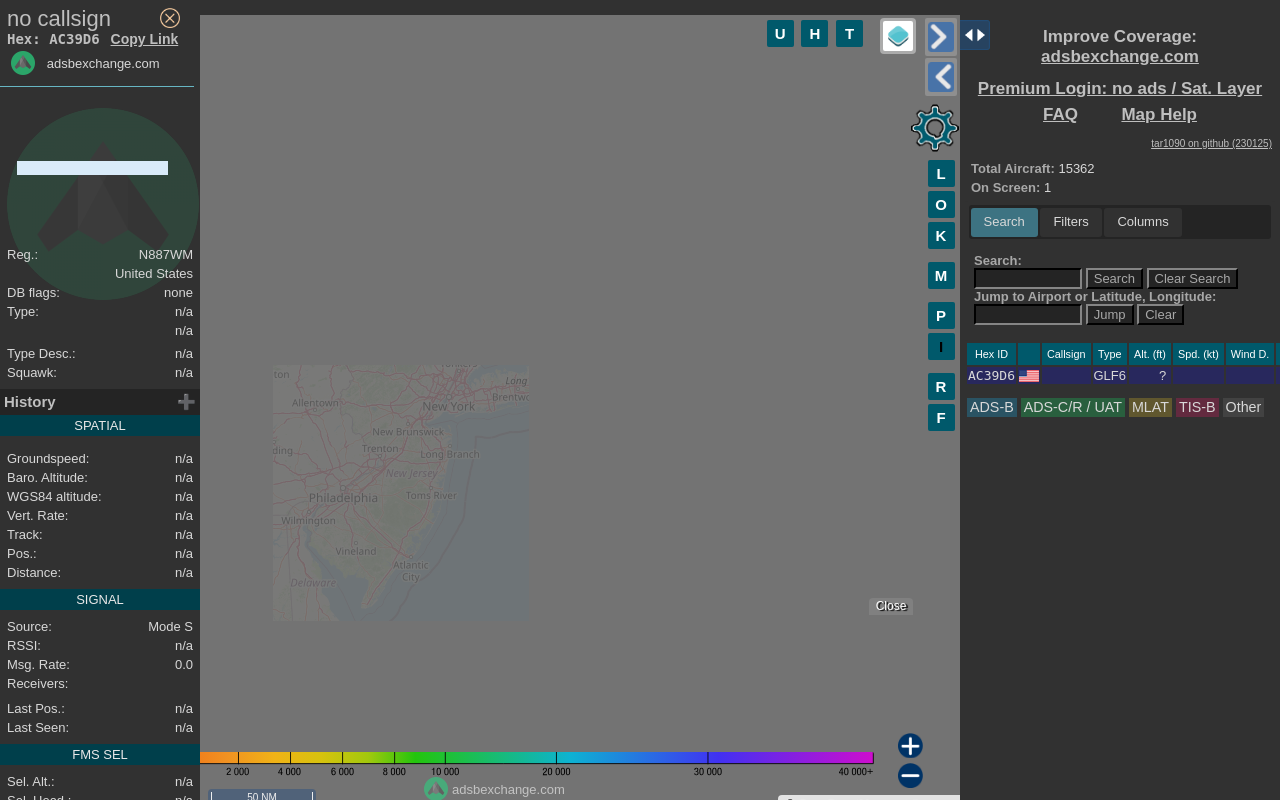 no callsign
Hex: AC39D6 Copy Link
adsbexchange.com
Reg.: N887WM
United States
DB flags: none
Type: n/a
n/a
Type Desc.: n/a
Squawk: n/a
History
SPATIAL
Groundspeed: n/a
Baro. Altitude: n/a
WGS84 altitude: n/a
Vert. Rate: n/a
Track: n/a
Pos.: n/a
Distance: n/a
SIGNAL
Source: Mode S
RSSI: n/a
Msg. Rate: 0.0
Receivers:
Last Pos.: n/a
Last Seen: n/a
FMS SEL
Sel. Alt.: n/a
U H T
L
O
K
M
P
I
R
F
Long
Allentown
New York
Brentwo
New Brunswick
Trenton
Long Branch
New Jersey
Philadelphia
Toms River
Wilmington
Vineland
Atlantic
City
Delaware
Close
2 000 4 000 6 000 8 000 10 000 20 000 30 000 40 000+
adsbexchange.com
50 NM
Improve Coverage:
adsbexchange.com
Premium Login: no ads / Sat. Layer
FAQ Map Help
tar1090 on github (230125)
Total Aircraft: 15362
On Screen: 1
Search Filters Columns
Search:
Search Clear Search
Jump to Airport or Latitude, Longitude:
Jump Clear
Hex ID Callsign Type Alt. (ft) Spd. (kt) Wind D.
AC39D6 GLF6 ?
ADS-B ADS-C/R / UAT MLAT TIS-B Other